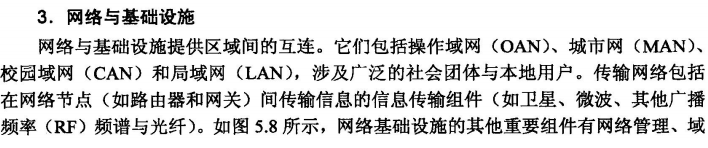 3．网络与基础设施
网络与基础设施提供区域间的互连。它们包括操作域网（OAN）、城市网（MAN）、
校园域网（CAN）和局域网（LAN），涉及广泛的社会团体与本地用户。传输网络包括
在网络节点（如路由器和网关）间传输信息的信息传输组件（如卫星、微波、其他广播
频率（RF）频谱与光纤）。如图 5.8 所示，网络基础设施的其他重要组件有网络管理、域